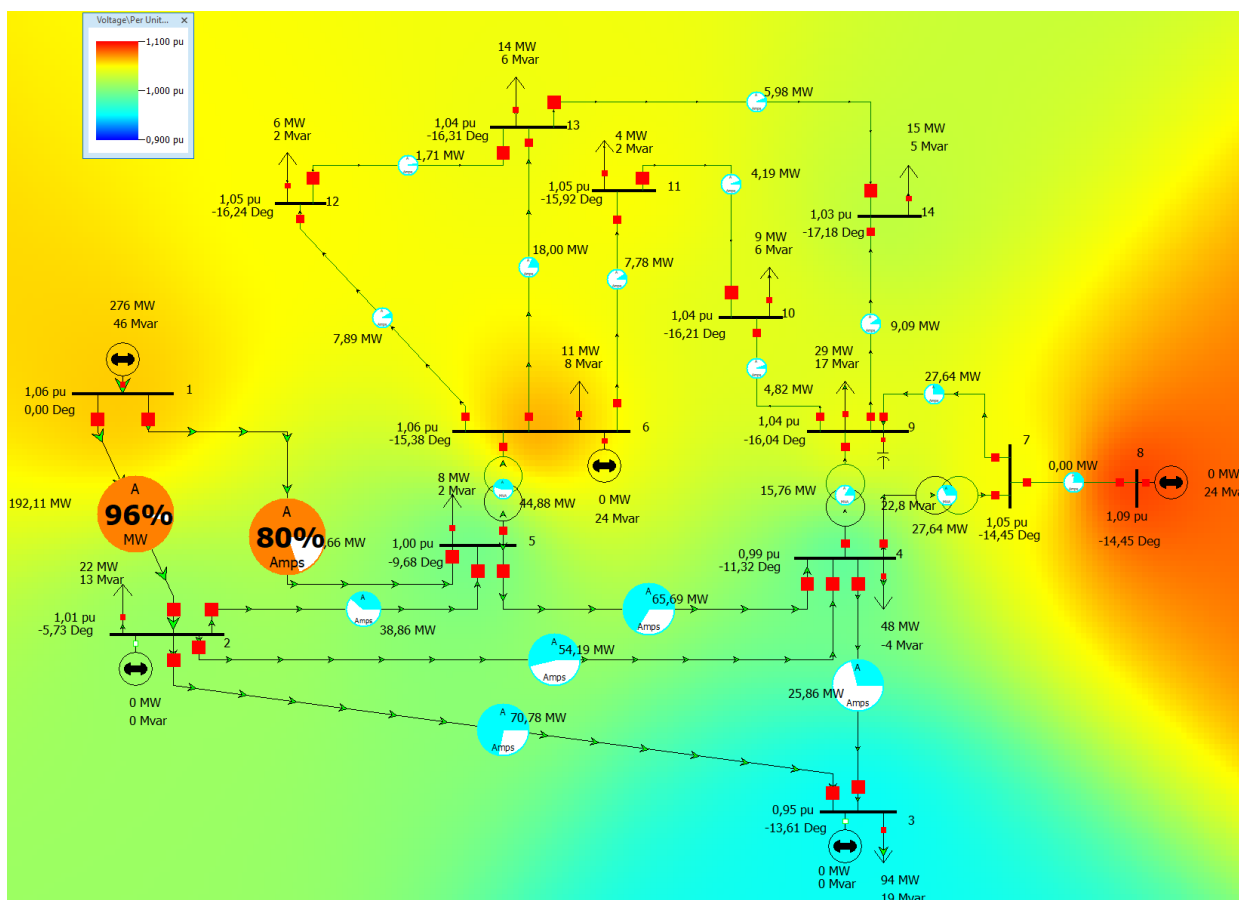 Voltage\Per Unit...
1,100 pu
1,000 pu
0,900 pu
14 MW
6 Mvar
1,04 pu
-16,31 Deg
13
5,98 MW
6 MW
2 Mvar
1,71 MW
1,05 pu
-16,24 Deg
12
4 MW
2 Mvar
1,05 pu
-15,92 Deg
11
4,19 MW
15 MW
5 Mvar
1,03 pu
-17,18 Deg
14
18,00 MW
7,78 MW
9 MW
6 Mvar
1,04 pu
-16,21 Deg
10
7,89 MW
9,09 MW
276 MW
46 Mvar
1,06 pu
0,00 Deg
1
11 MW
8 Mvar
1,06 pu
-15,38 Deg
6
0 MW
24 Mvar
4,82 MW
29 MW
17 Mvar
1,04 pu
-16,04 Deg
9
27,64 MW
7
1,05 pu
-14,45 Deg
0,00 MW
8
1,09 pu
-14,45 Deg
0 MW
24 Mvar
192,11 MW
A
96%
MW
A
80%
Amps
,66 MW
8 MW
2 Mvar
44,88 MW
1,00 pu
-9,68 Deg
5
15,76 MW
22,8 Mvar
27,64 MW
0,99 pu
-11,32 Deg
4
48 MW
-4 Mvar
22 MW
13 Mvar
1,01 pu
-5,73 Deg
2
0 MW
0 Mvar
A
Amps
38,86 MW
A
65,69 MW
Amps
A
54,19 MW
Amps
A
70,78 MW
Amps
A
25,86 MW
Amps
0,95 pu
-13,61 Deg
3
0 MW
0 Mvar
94 MW
19 Mvar